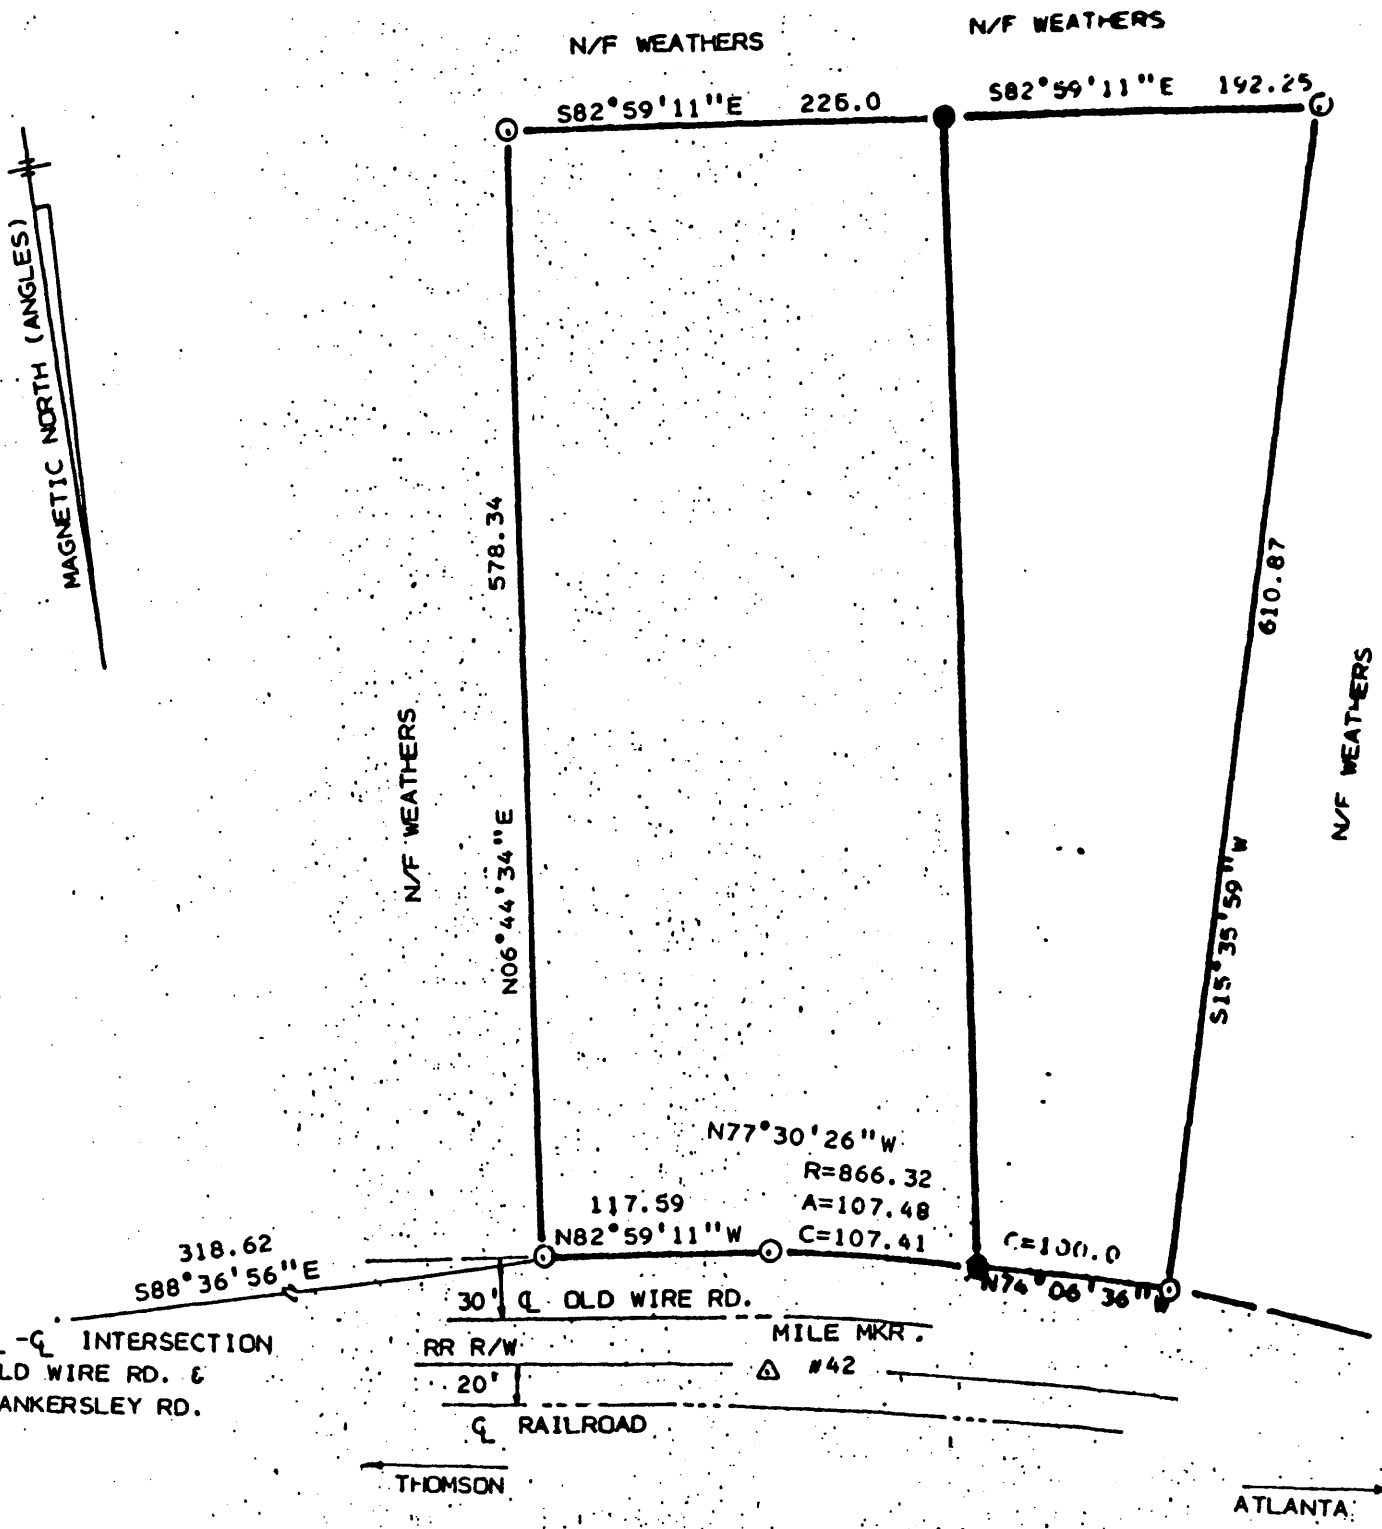 N/F WEATHERS
N/F WEATHERS
S82°59'11"E 226.0
S82°59'11"E 192.25
MAGNETIC NORTH (ANGLES)
578.34
N06°44'34"E
N/F WEATHERS
610.87
S15°35'59"W
N/F WEATHERS
N77°30'26"W
R=866.32
A=107.48
C=107.41
117.59
N82°59'11"W
C=100.0
N74°06'36"W
318.62
S88°36'56"E
30' ℄ OLD WIRE RD.
-℄ INTERSECTION
LD WIRE RD. &
ANKERSLEY RD.
MILE MKR.
#42
RR R/W
20'
℄ RAILROAD
THOMSON
ATLANTA